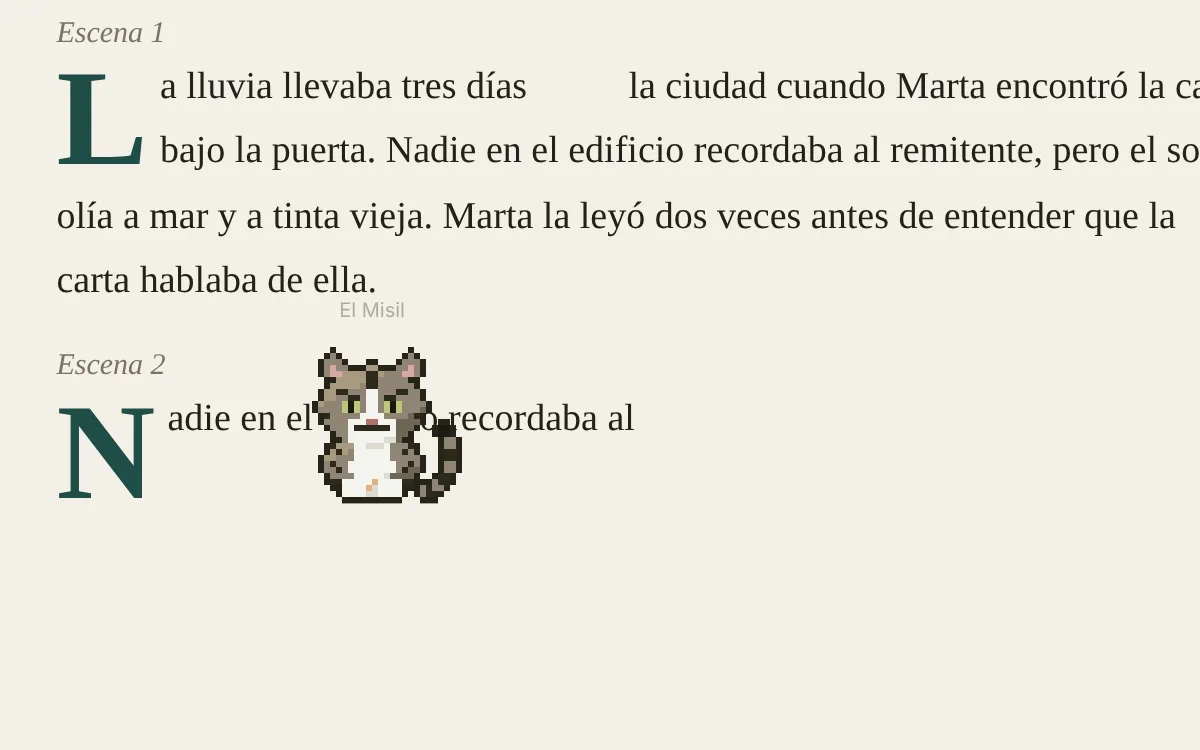 Escena 1
La lluvia llevaba tres días la ciudad cuando Marta encontró la
bajo la puerta. Nadie en el edificio recordaba al remitente, pero el
olía a mar y a tinta vieja. Marta la leyó dos veces antes de entender que la
carta hablaba de ella.
El Misil
Escena 2
Nadie en el recordaba al